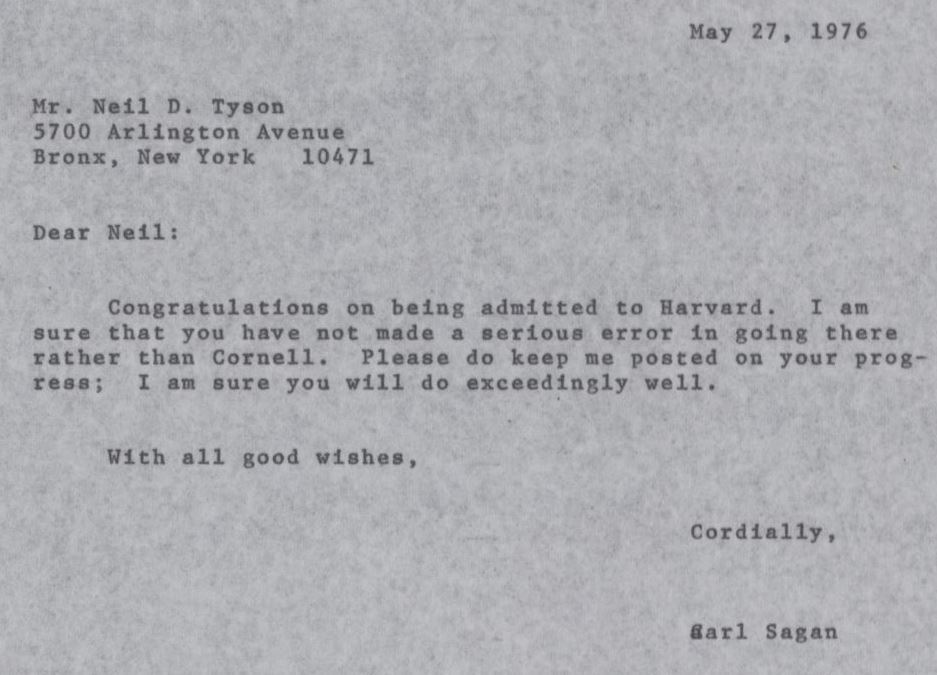 May 27, 1976
Mr. Neil D. Tyson
5700 Arlington Avenue
Bronx, New York 10471
Dear Neil:
Congratulations on being admitted to Harvard. I am
sure that you have not made a serious error in going there
rather than Cornell. Please do keep me posted on your prog-
ress; I am sure you will do exceedingly well.
With all good wishes,
Cordially,
Carl Sagan